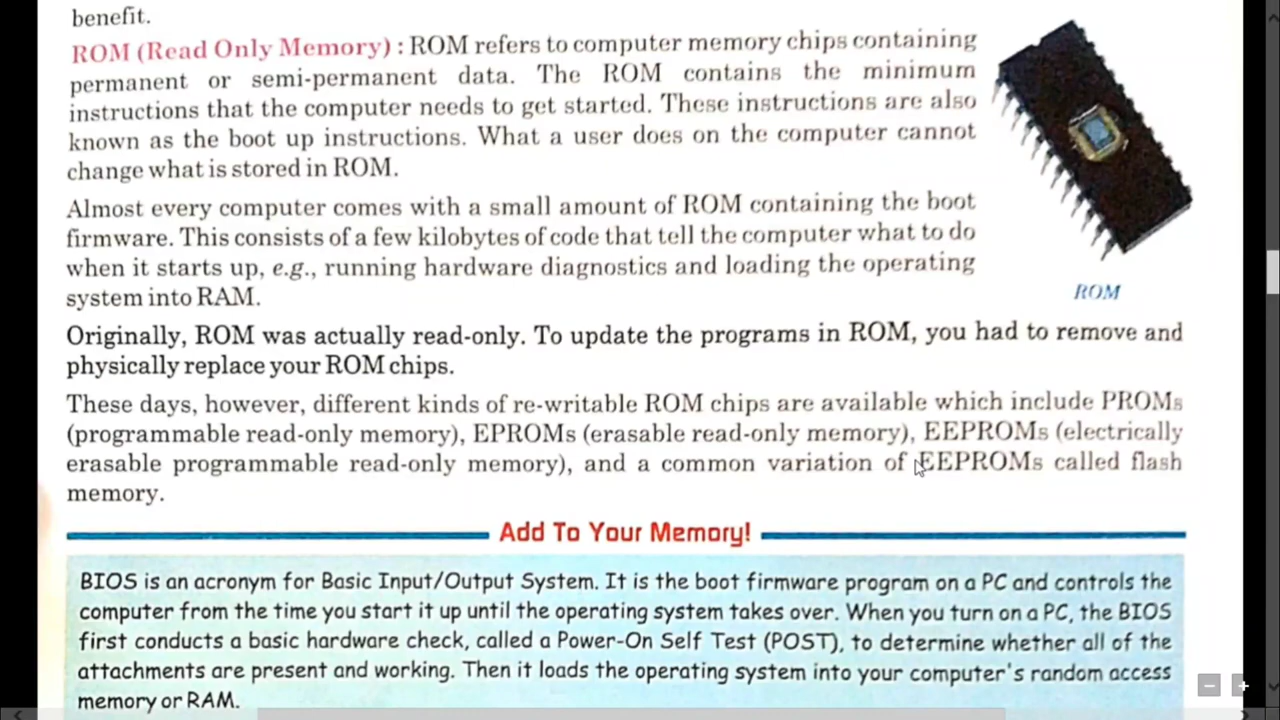 benefit.
ROM (Read Only Memory) : ROM refers to computer memory chips containing
permanent or semi-permanent data. The ROM contains the minimum
instructions that the computer needs to get started. These instructions are also
known as the boot up instructions. What a user does on the computer cannot
change what is stored in ROM.
Almost every computer comes with a small amount of ROM containing the boot
firmware. This consists of a few kilobytes of code that tell the computer what to do
when it starts up, e.g., running hardware diagnostics and loading the operating
system into RAM.
ROM
Originally, ROM was actually read-only. To update the programs in ROM, you had to remove and
physically replace your ROM chips.
These days, however, different kinds of re-writable ROM chips are available which include PROMs
(programmable read-only memory), EPROMs (erasable read-only memory), EEPROMs (electrically
erasable programmable read-only memory), and a common variation of EEPROMs called flash
memory.
Add To Your Memory!
BIOS is an acronym for Basic Input/Output System. It is the boot firmware program on a PC and controls the
computer from the time you start it up until the operating system takes over. When you turn on a PC, the BIOS
first conducts a basic hardware check, called a Power-On Self Test (POST), to determine whether all of the
attachments are present and working. Then it loads the operating system into your computer's random access
memory or RAM.